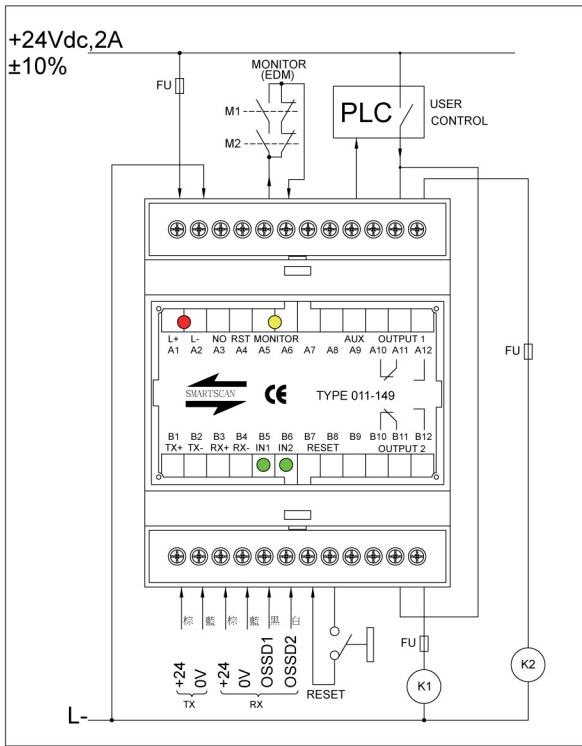 +24Vdc,2A
±10%
FU
MONITOR
(EDM)
M1
M2
PLC
USER
CONTROL
FU
L+ L- NO RST MONITOR AUX OUTPUT 1
A1 A2 A3 A4 A5 A6 A7 A8 A9 A10 A11 A12
SMARTSCAN
CE
TYPE 011-149
B1 B2 B3 B4 B5 B6 B7 B8 B9 B10 B11 B12
TX+ TX- RX+ RX- IN1 IN2 RESET OUTPUT 2
棕 藍 棕 藍 黑 白
+24 0V +24 0V OSSD1 OSSD2
TX RX
RESET
FU
K1
K2
L-